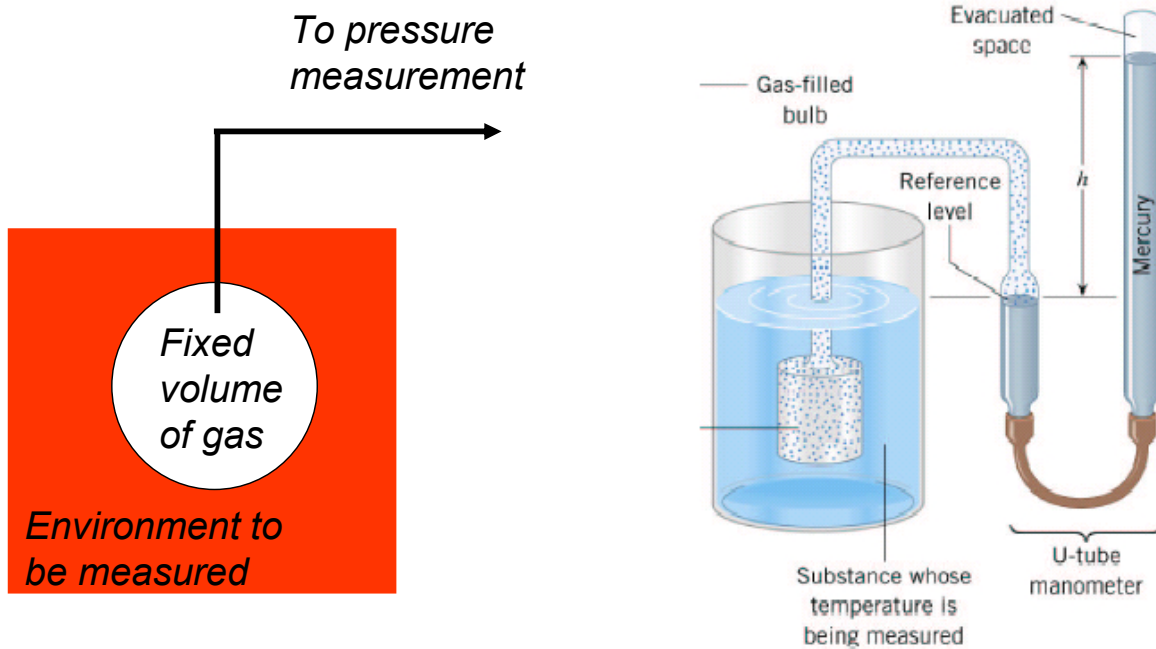 To pressure
measurement
Fixed
volume
of gas
Environment to
be measured
Evacuated
space
Gas-filled
bulb
Reference
level
h
Mercury
U-tube
manometer
Substance whose
temperature is
being measured